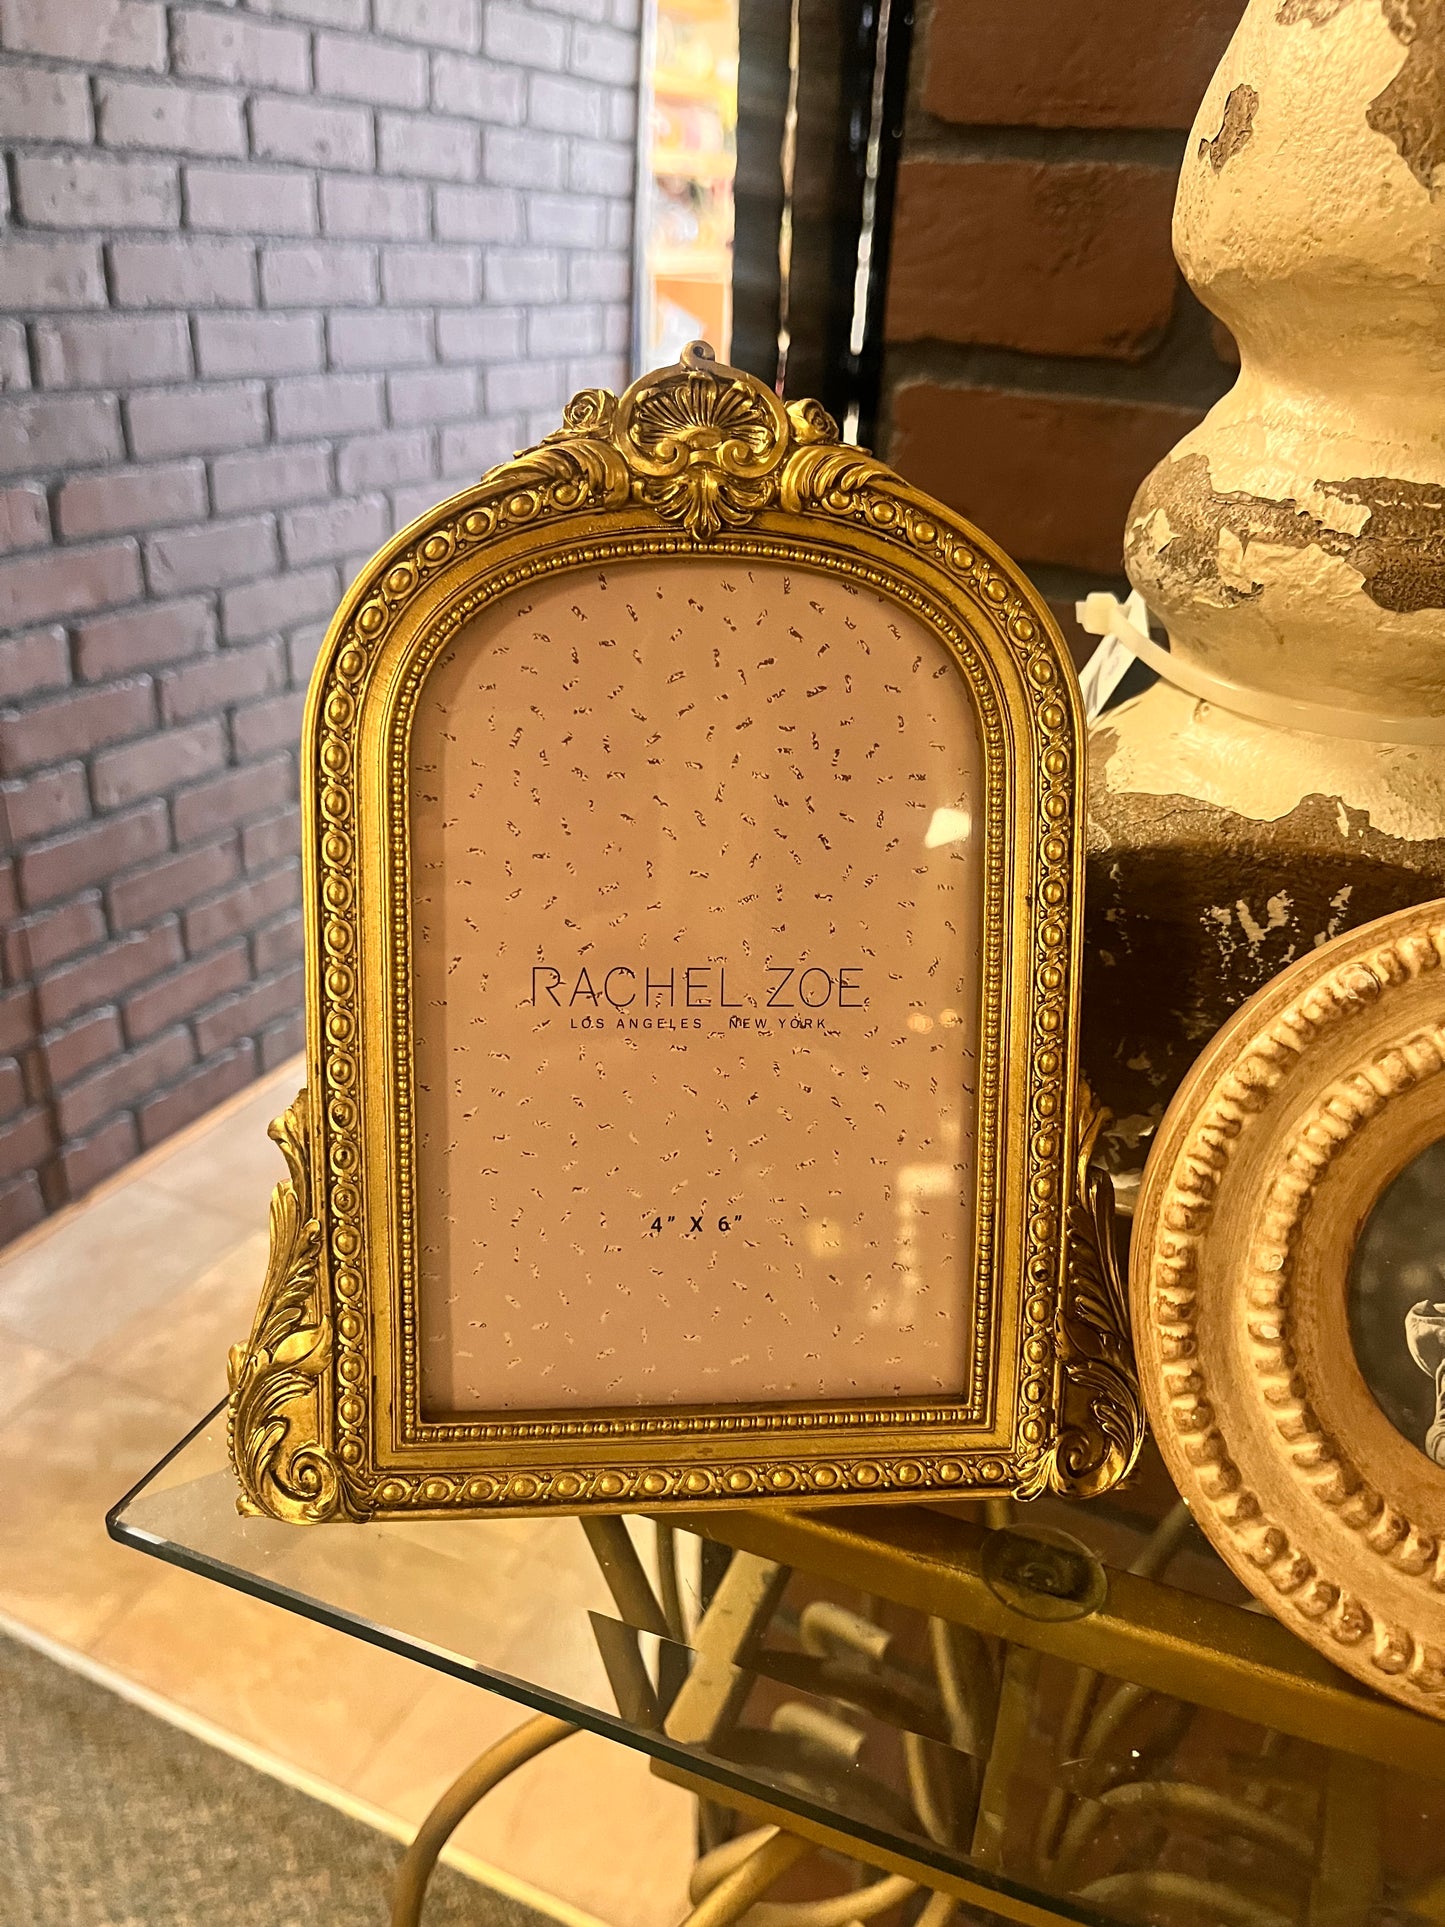 RACHEL ZOE
LOS ANGELES   NEW YORK
4” X 6”